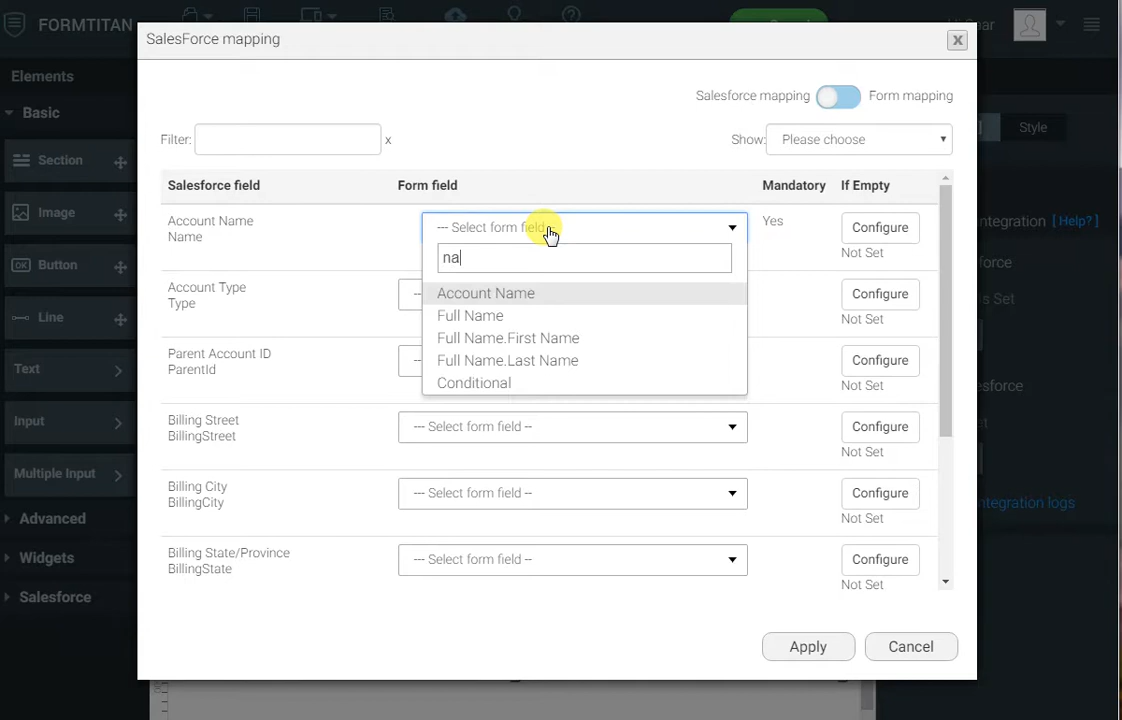 FORMTITAN
SalesForce mapping
X
Elements
Basic
Section
Image
Button
Line
Text
Input
Multiple Input
Advanced
Widgets
Salesforce
Salesforce mapping
Form mapping
Filter:
x
Show:
Please choose
Style
Salesforce field
Form field
Mandatory
If Empty
Account Name
Name
--- Select form field --
Yes
Configure
Not Set
na
Account Name
Full Name
Full Name.First Name
Full Name.Last Name
Conditional
Account Type
Type
Configure
Not Set
Parent Account ID
ParentId
Configure
Not Set
Billing Street
BillingStreet
--- Select form field --
Configure
Not Set
Billing City
BillingCity
--- Select form field --
Configure
Not Set
Billing State/Province
BillingState
--- Select form field --
Configure
Not Set
Apply
Cancel
ntegration [Help?]
force
s Set
esforce
et
ntegration logs